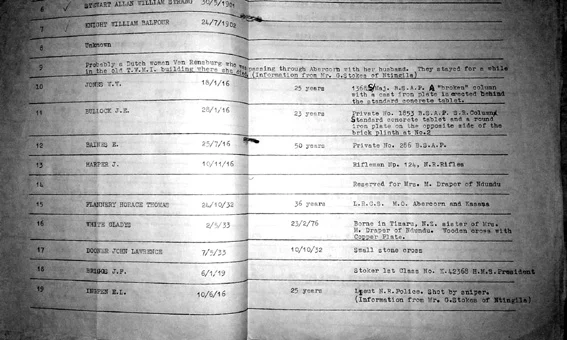 6 STEWART ALLAN WILLIAM 30/5/1901
7 KNIGHT WILLIAM BALFOUR 24/7/1902
8 Unknown
9 Probably a Dutch woman Van Rensburg who was passing through Abercorn with her husband. They stayed for a while
in the old T.W.N.I. building where she died (Information from Mr. G.Stokes of Ntingila)
10 JONES W.V. 18/1/16 25 years 1368 S/Maj. B.S.A.P. A "broken" column
with a cast iron plate is erected behind
the standard concrete tablet.
11 BULLOCK J.E. 28/1/16 23 years Private No. 1853 B.S.A.P. S.B.Column
Standard concrete tablet and a round
iron plate on the opposite side of the
brick plinth at No.2
12 BAINES E. 25/7/16 50 years Private No. 286 B.S.A.P.
13 HARPER J. 10/11/16 Rifleman Np. 124, N.R.Rifles
14 Reserved for Mrs. M. Draper of Ndundu
15 FLANNERY HORACE THOMAS 24/10/32 36 years L.R.C.S. M.O. Abercorn and Kasama
16 WHITE GLADYS 2/5/33 23/2/76 Borne in Timaru, N.Z. sister of Mrs.
M. Draper of Ndundu. Wooden cross with
Copper Plate.
17 DOONER JOHN LAWRENCE 7/5/33 10/10/32 Small stone cross
18 J.F. 6/1/19 Stoker 1st Class No. K.42368 H.M.S.President
19 INGPEN E.L. 10/6/16 25 years Lieut N.R.Police. Shot by sniper.
(Information from Mr. G.Stokes of Ntingila)